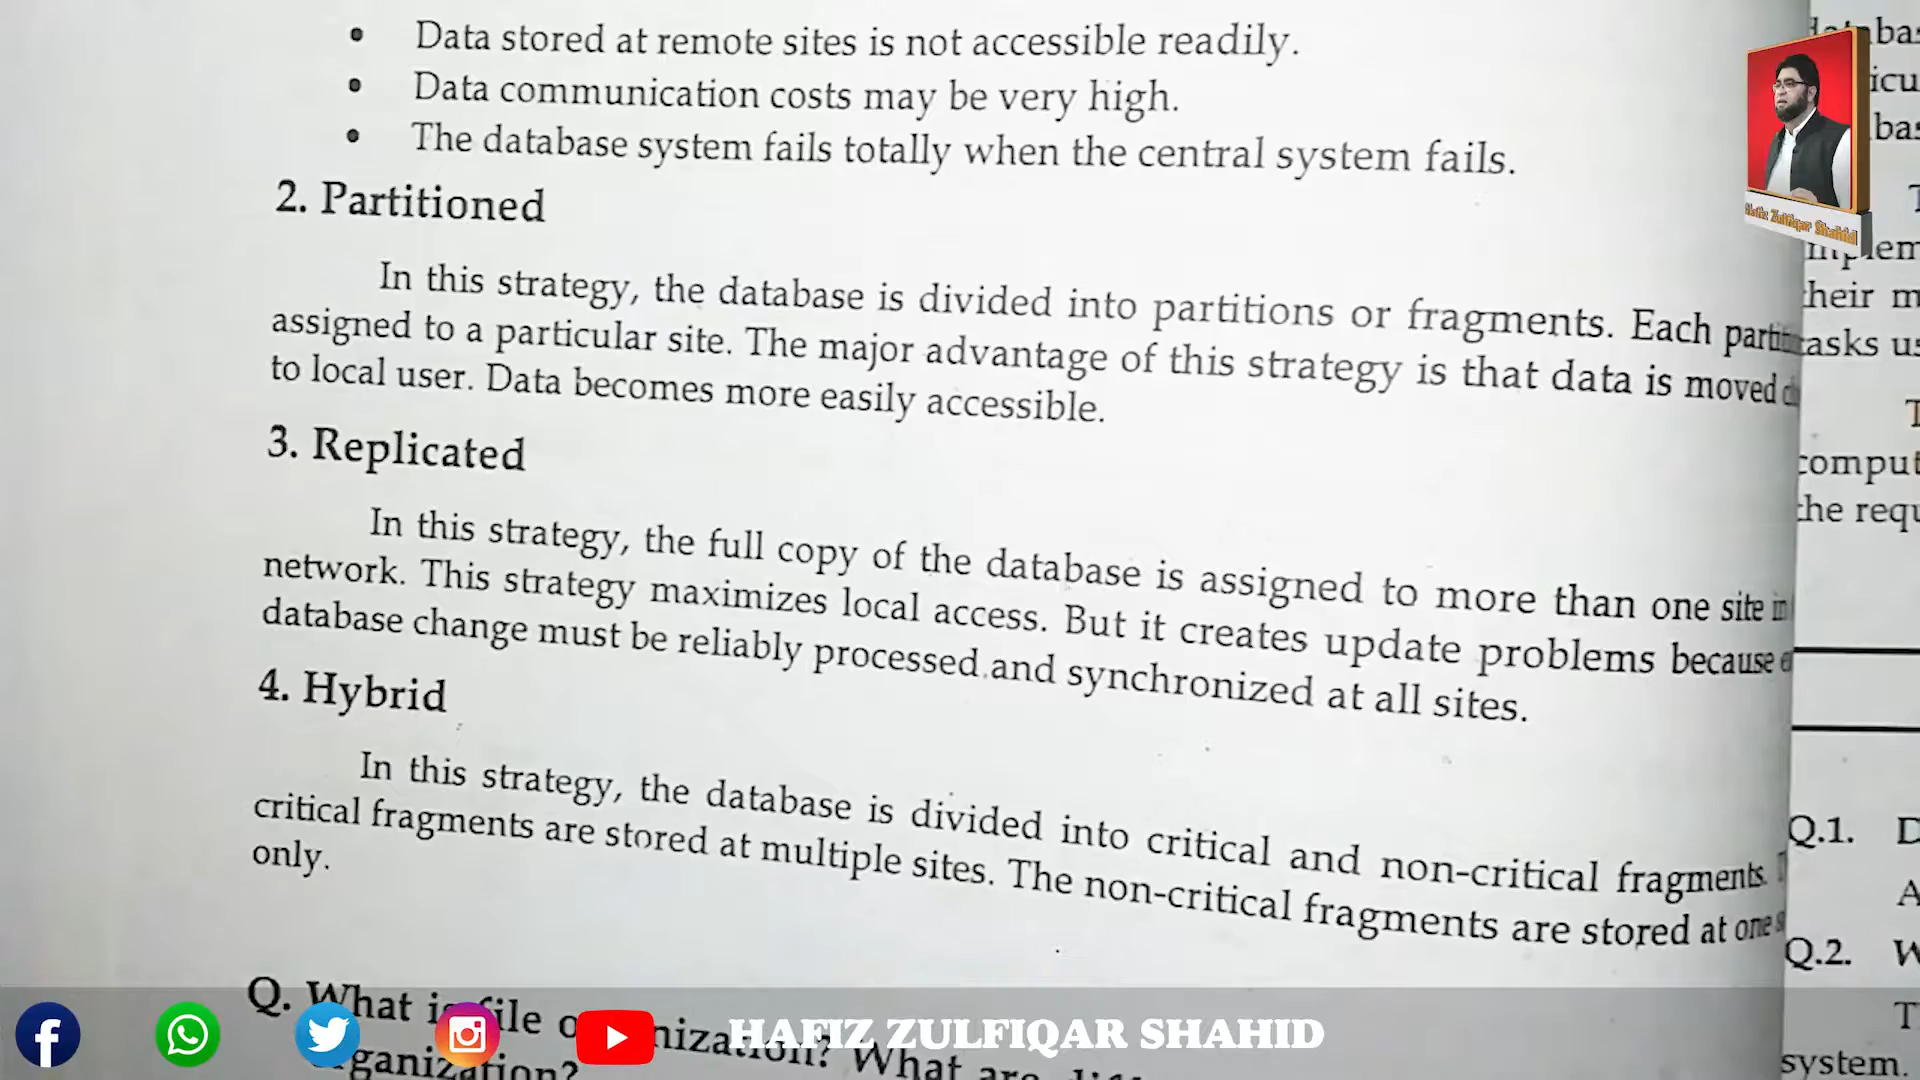 • Data stored at remote sites is not accessible readily.
• Data communication costs may be very high.
• The database system fails totally when the central system fails.
2. Partitioned
In this strategy, the database is divided into partitions or fragments. Each
assigned to a particular site. The major advantage of this strategy is that data is moved
to local user. Data becomes more easily accessible.
3. Replicated
In this strategy, the full copy of the database is assigned to more than one site in
network. This strategy maximizes local access. But it creates update problems because
database change must be reliably processed and synchronized at all sites.
4. Hybrid
In this strategy, the database is divided into critical and non-critical fragments.
critical fragments are stored at multiple sites. The non-critical fragments are stored at one
only.
Q. What is file What are
Hafiz Zulfiqar Shahid
tasks
Q.1.
Q.2.
system.
HAFIZ ZULFIQAR SHAHID